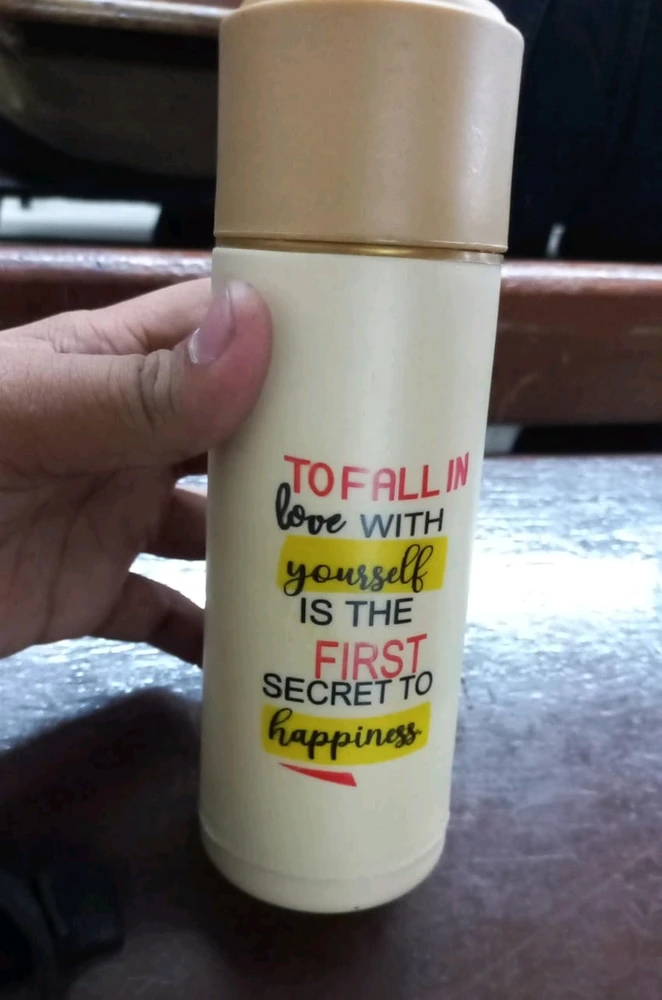 TO FALL IN
love WITH
yourself
IS THE
FIRST
SECRET TO
happiness.